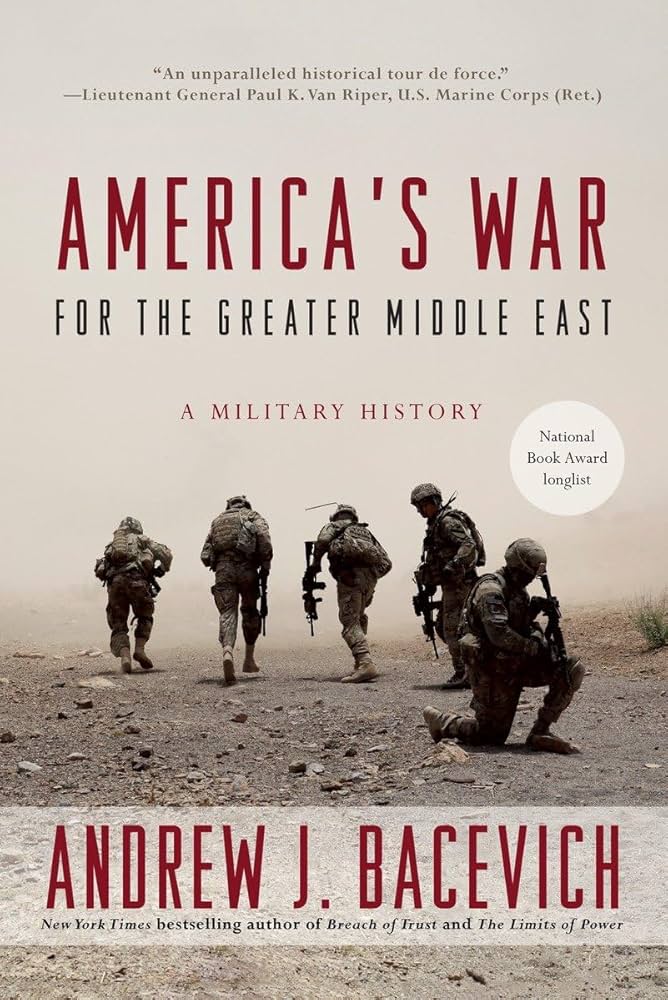 “An unparalleled historical tour de force.”
—Lieutenant General Paul K. Van Riper, U.S. Marine Corps (Ret.)
AMERICA'S WAR
FOR THE GREATER MIDDLE EAST
A MILITARY HISTORY
National
Book Award
longlist
ANDREW J. BACEVICH
New York Times bestselling author of Breach of Trust and The Limits of Power